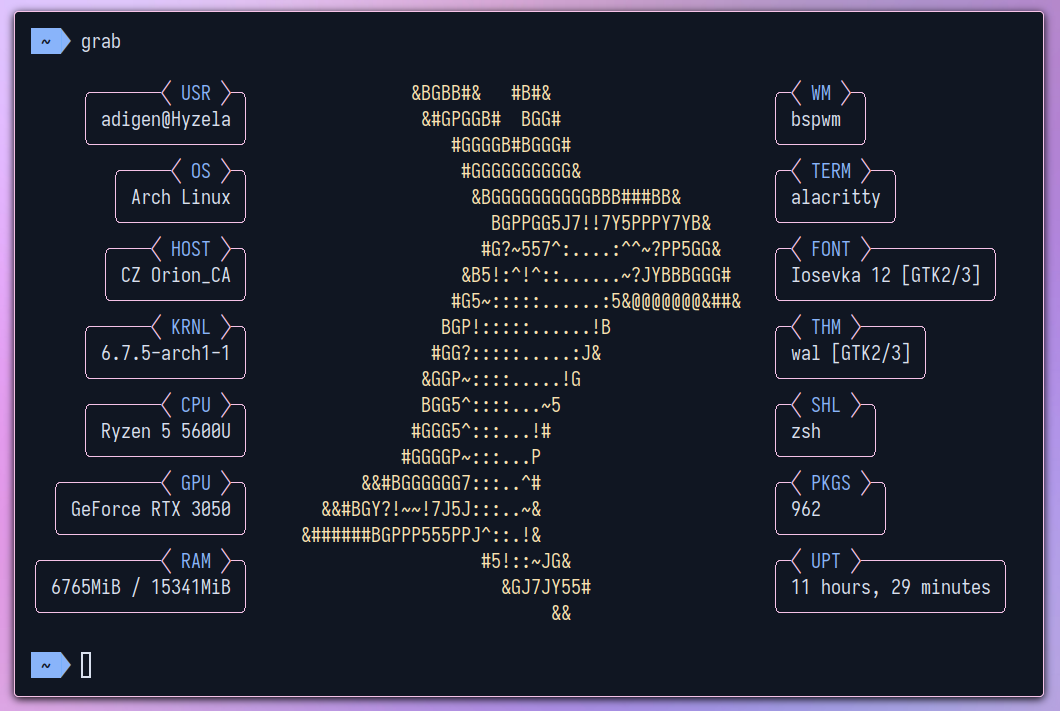 ~ grab
USR
adigen@Hyzela
OS
Arch Linux
HOST
CZ Orion_CA
KRNL
6.7.5-arch1-1
CPU
Ryzen 5 5600U
GPU
GeForce RTX 3050
RAM
6765MiB / 15341MiB
&BGBB#&   #B#&
&#GPGGB#  BGG#
#GGGGB#BGGG#
#GGGGGGGGGG&
&BGGGGGGGGGGBBB###BB&
BGPPGG5J7!!7Y5PPPY7YB&
#G?~557^:....:^^~?PP5GG&
&B5!:^!^::......~?JYBBBGGG#
#G5~:::::......:5&@@@@@@@&##&
BGP!:::::......!B
#GG?:::::.....:J&
&GGP~::::.....!G
BGG5^::::...~5
#GGG5^:::...!#
#GGGGP~:::...P
&&#BGGGGGG7:::..^#
&&#BGY?!~~!7J5J:::..~&
&######BGPPP555PPJ^::.!&
#5!::~JG&
&GJ7JY55#
&&
WM
bspwm
TERM
alacritty
FONT
Iosevka 12 [GTK2/3]
THM
wal [GTK2/3]
SHL
zsh
PKGS
962
UPT
11 hours, 29 minutes
~